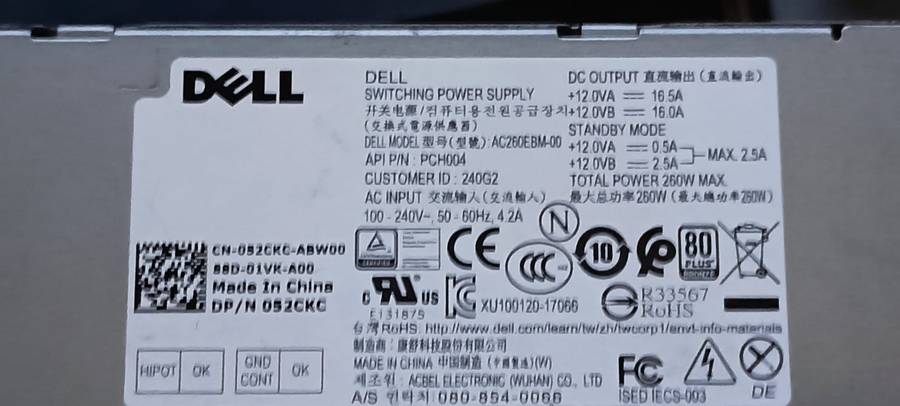 DELL
DELL
SWITCHING POWER SUPPLY
开关电源/컴퓨터용전원공급장치
(交換式電源供應器)
DELL MODEL 型号(型號): AC260EBM-00
API P/N : PCH004
CUSTOMER ID : 240G2
AC INPUT 交流输入 (交流輸入)
100 - 240V~, 50 - 60Hz, 4.2A
DC OUTPUT 直流输出 (直流輸出)
+12.0VA 16.5A
+12.0VB 16.0A
STANDBY MODE
+12.0VA 0.5A
+12.0VB 2.5A
MAX. 2.5A
TOTAL POWER 260W MAX.
最大总功率260W (最大總功率260W)
N
CN-052CKC-ABW00
88D-01VK-A00
Made In China
DP/N 052CKC
CE
CCC
10
80
PLUS
BRONZE
c US
E131875
XU100120-17066
R33567
RoHS
台灣RoHS: http://www.dell.com/learn/tw/zh/twcorp1/envt-info-materials
制造商: 康舒科技股份有限公司
MADE IN CHINA 中国制造 (中國製造)(W)
제조원: ACBEL ELECTRONIC (WUHAN) CO., LTD
A/S 연락처: 080-854-0066
HIPOT OK
GND CONT OK
FC
ISED IECS-003
DE